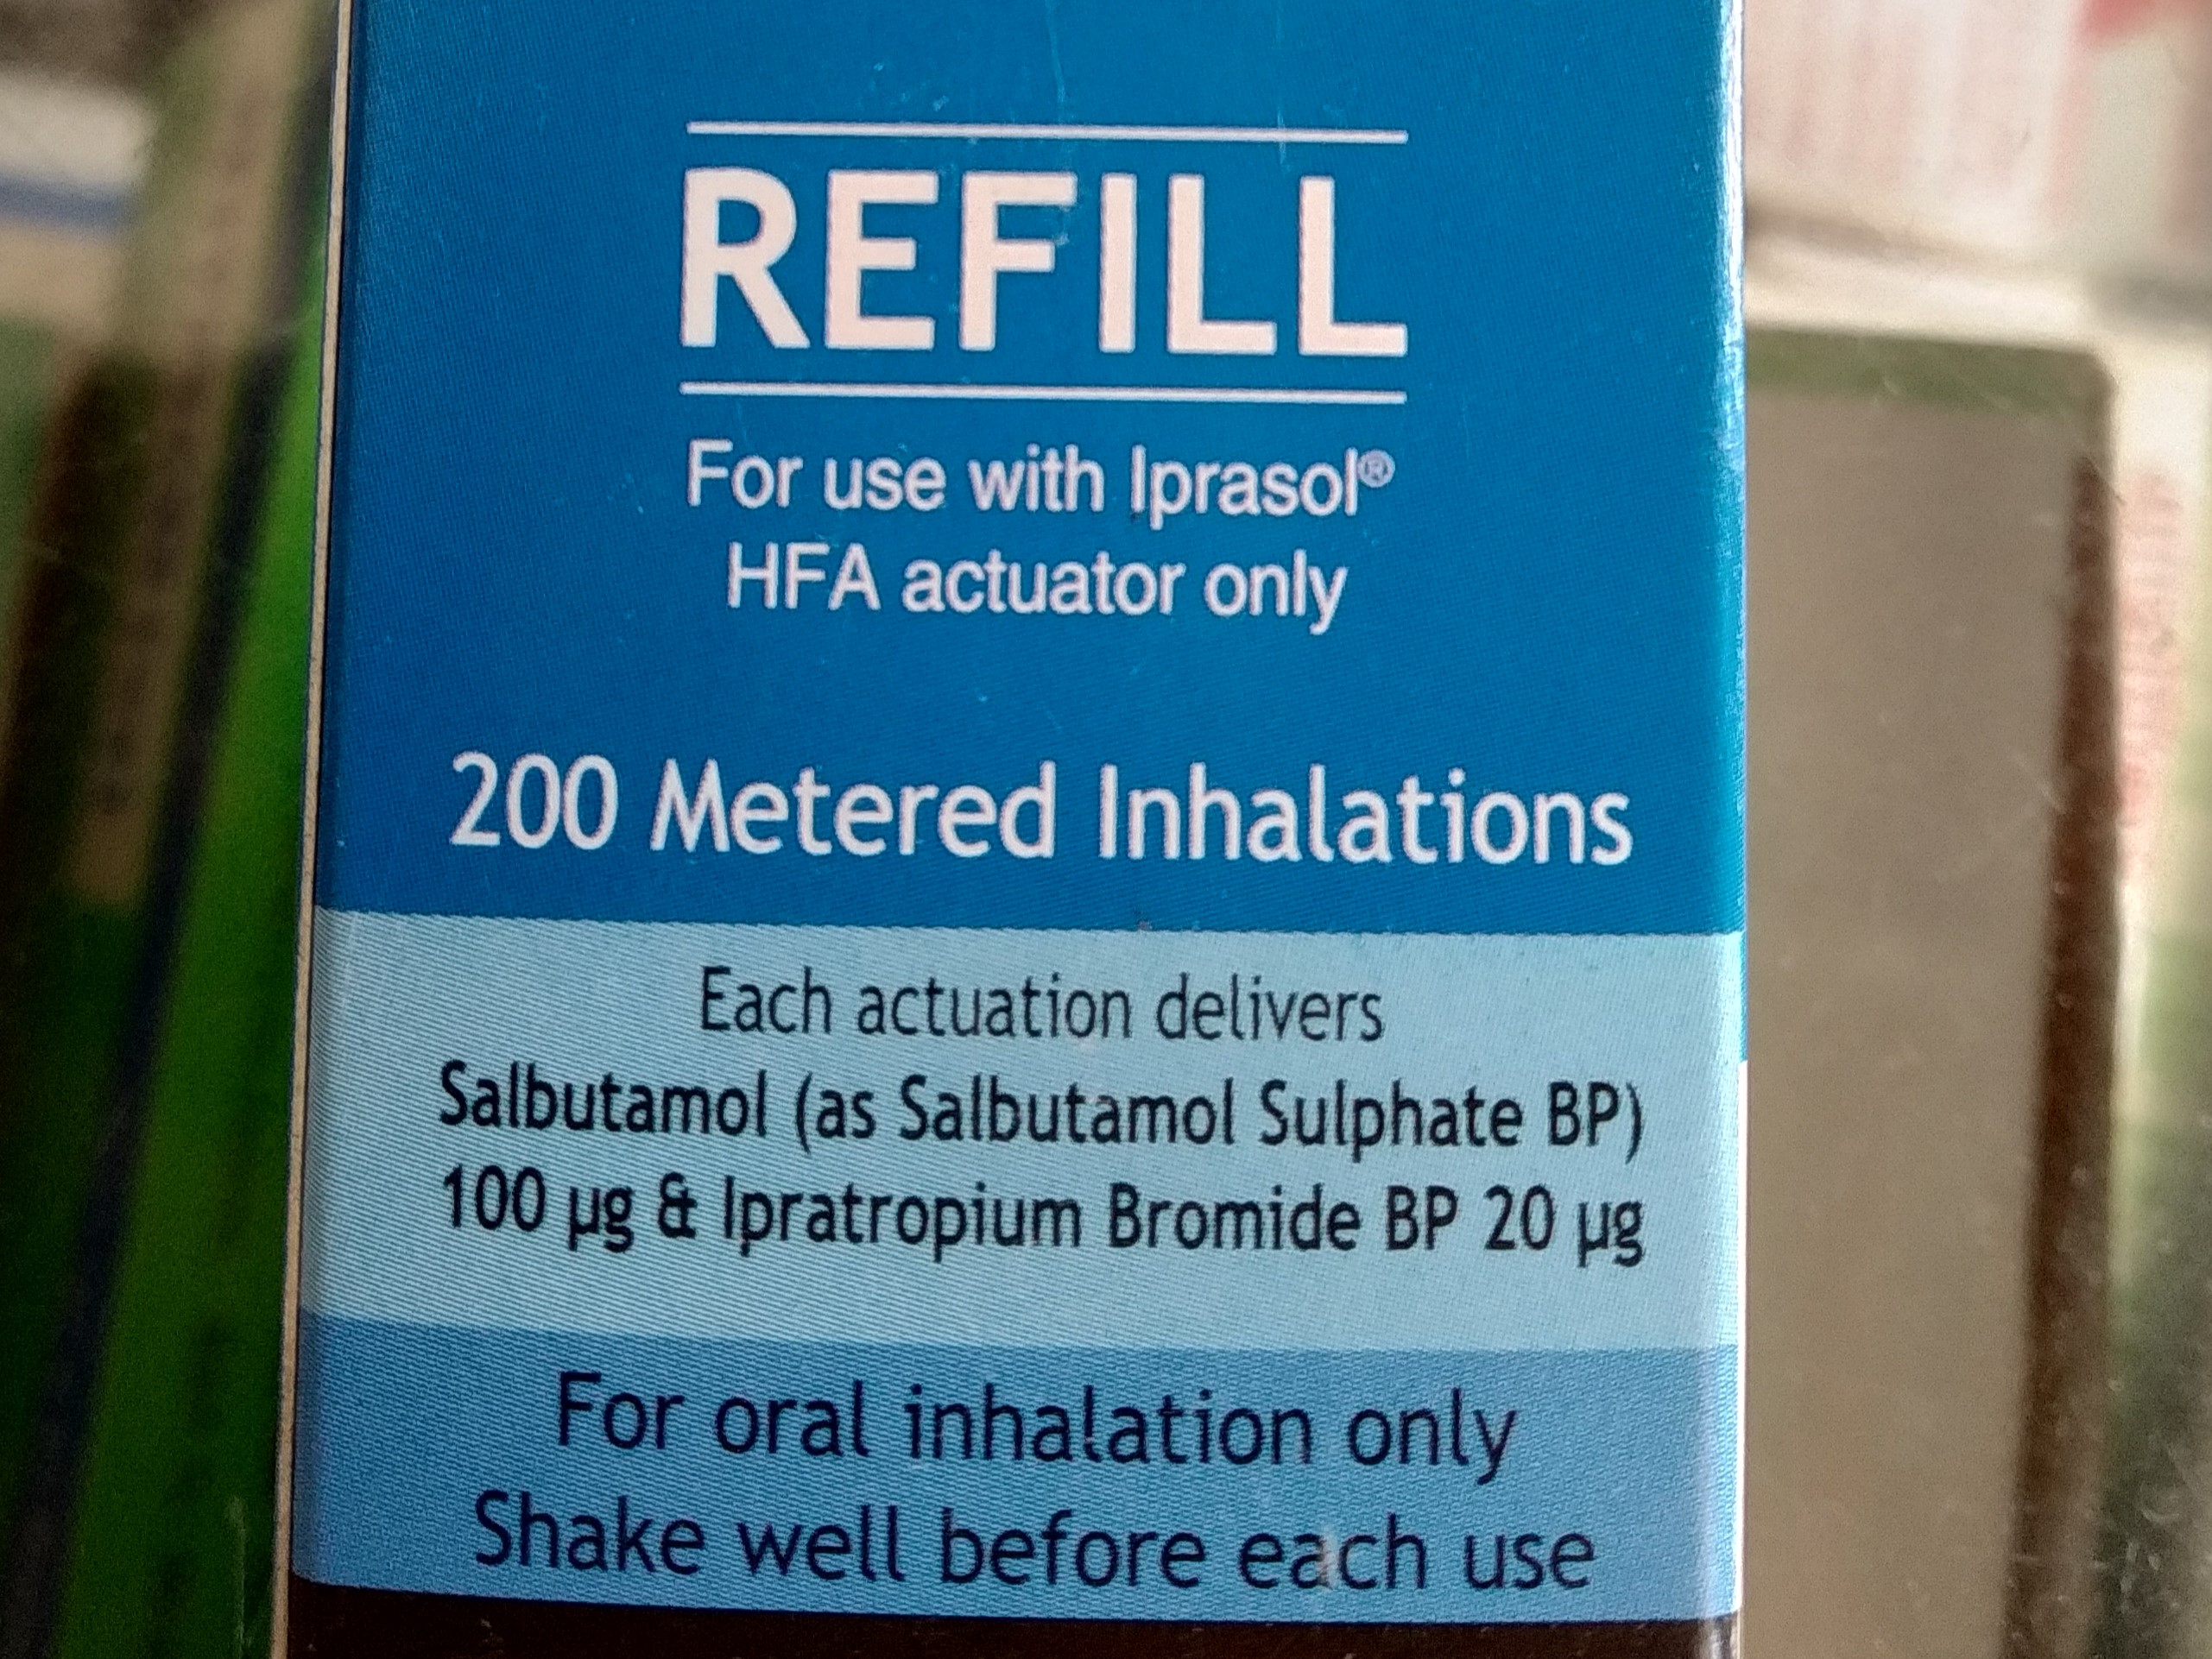 REFILL
For use with Iprasol®
HFA actuator only
200 Metered Inhalations
Each actuation delivers
Salbutamol (as Salbutamol Sulphate BP)
100 µg & Ipratropium Bromide BP 20 µg
For oral inhalation only
Shake well before each use